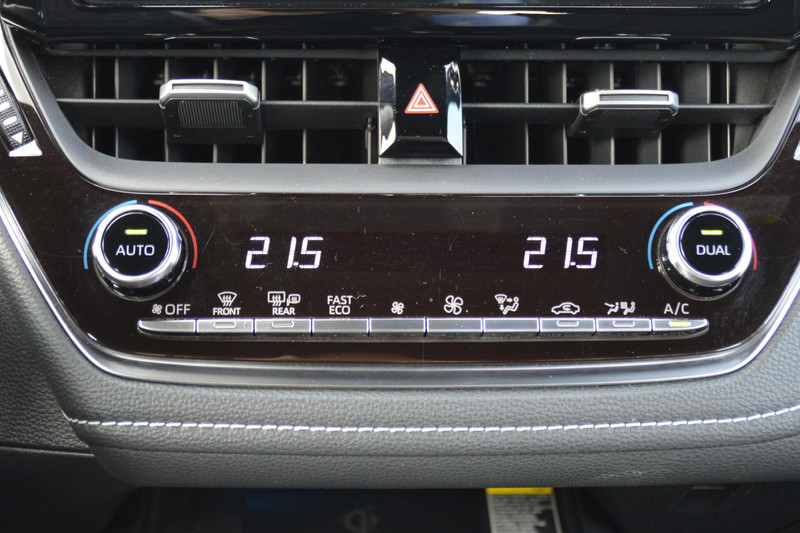 AUTO
21.5
21.5
DUAL
OFF
FRONT
REAR
FAST
ECO
A/C